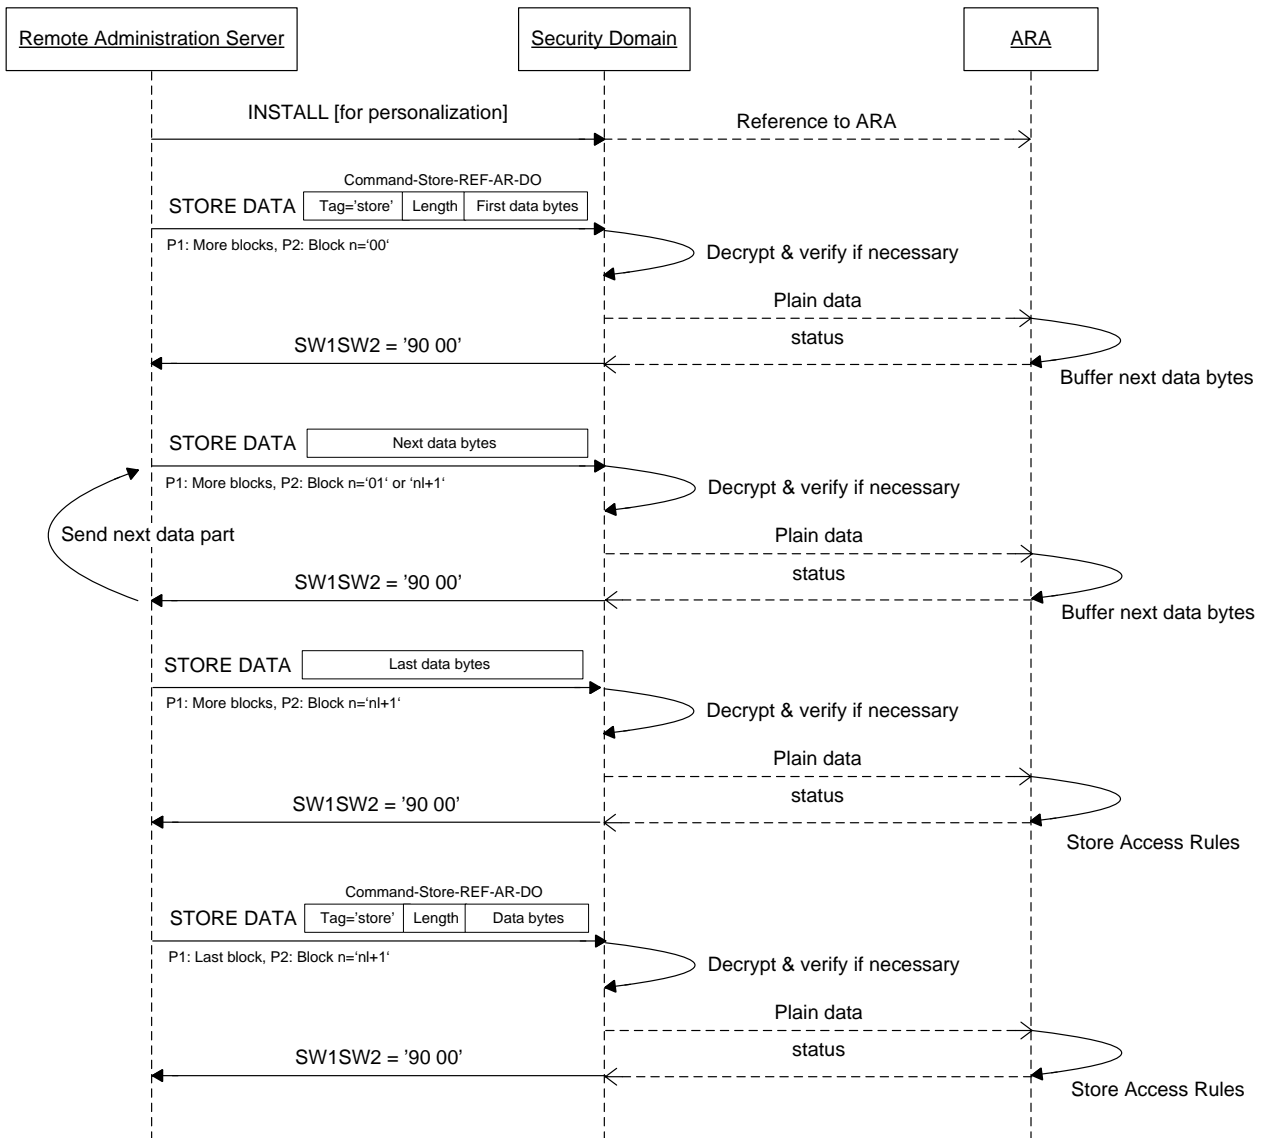 Remote Administration Server
Security Domain
ARA
INSTALL [for personalization]
Reference to ARA
Command-Store-REF-AR-DO
STORE DATA Tag='store' Length First data bytes
P1: More blocks, P2: Block n='00'
Decrypt & verify if necessary
Plain data
status
SW1SW2 = '90 00'
Buffer next data bytes
STORE DATA Next data bytes
P1: More blocks, P2: Block n='01' or 'nl+1'
Decrypt & verify if necessary
Send next data part
Plain data
status
SW1SW2 = '90 00'
Buffer next data bytes
STORE DATA Last data bytes
P1: More blocks, P2: Block n='nl+1'
Decrypt & verify if necessary
Plain data
status
SW1SW2 = '90 00'
Store Access Rules
Command-Store-REF-AR-DO
STORE DATA Tag='store' Length Data bytes
P1: Last block, P2: Block n='nl+1'
Decrypt & verify if necessary
Plain data
status
SW1SW2 = '90 00'
Store Access Rules